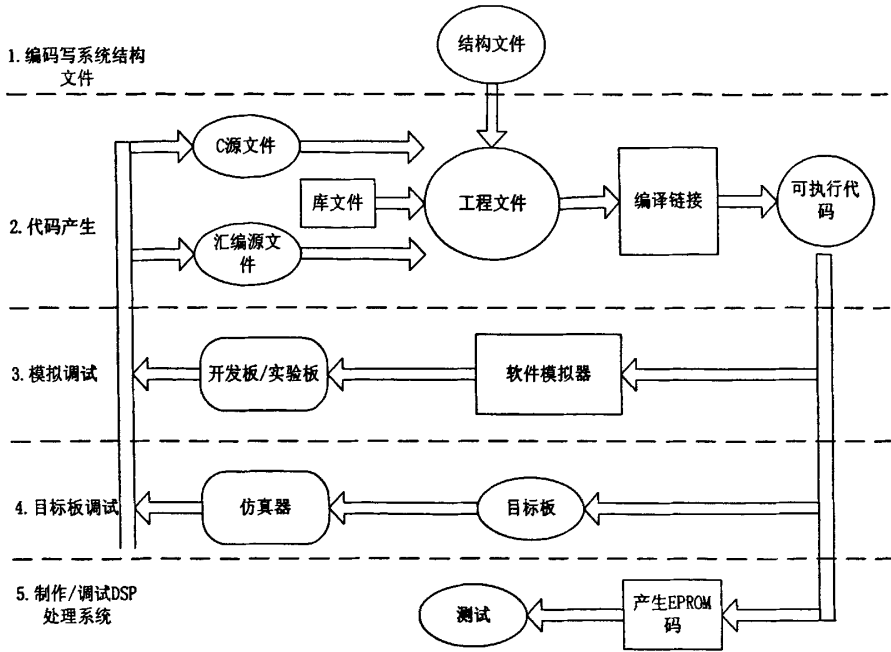 结构文件
1.编码写系统结构
文件
C源文件
库文件
工程文件
编译链接
可执行代
码
2.代码产生
汇编源文
件
3.模拟调试
开发板/实验板
软件模拟器
4.目标板调试
仿真器
目标板
5.制作/调试DSP
处理系统
测试
产生EPROM
码